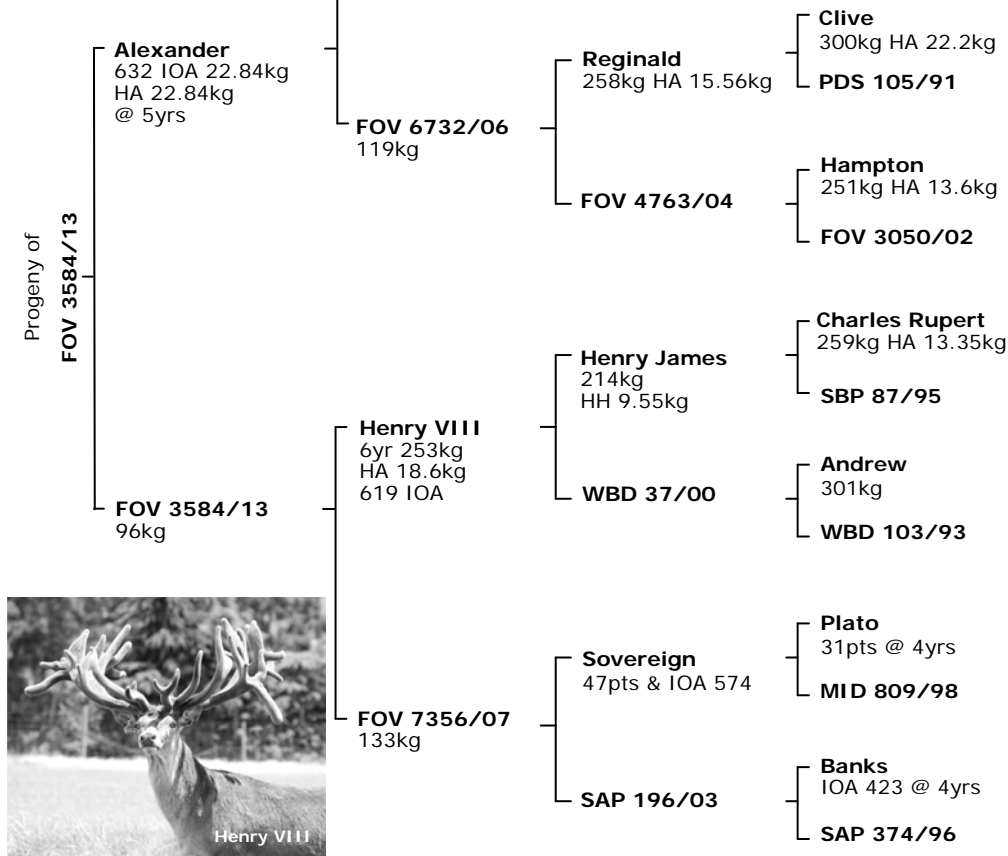 Progeny of
FOV 3584/13
Alexander
632 IOA 22.84kg
HA 22.84kg
@ 5yrs
FOV 6732/06
119kg
Reginald
258kg HA 15.56kg
Clive
300kg HA 22.2kg
PDS 105/91
FOV 4763/04
Hampton
251kg HA 13.6kg
FOV 3050/02
FOV 3584/13
96kg
Henry VIII
6yr 253kg
HA 18.6kg
619 IOA
Henry James
214kg
HH 9.55kg
Charles Rupert
259kg HA 13.35kg
SBP 87/95
WBD 37/00
Andrew
301kg
WBD 103/93
FOV 7356/07
133kg
Sovereign
47pts & IOA 574
Plato
31pts @ 4yrs
MID 809/98
SAP 196/03
Banks
IOA 423 @ 4yrs
SAP 374/96
Henry VIII